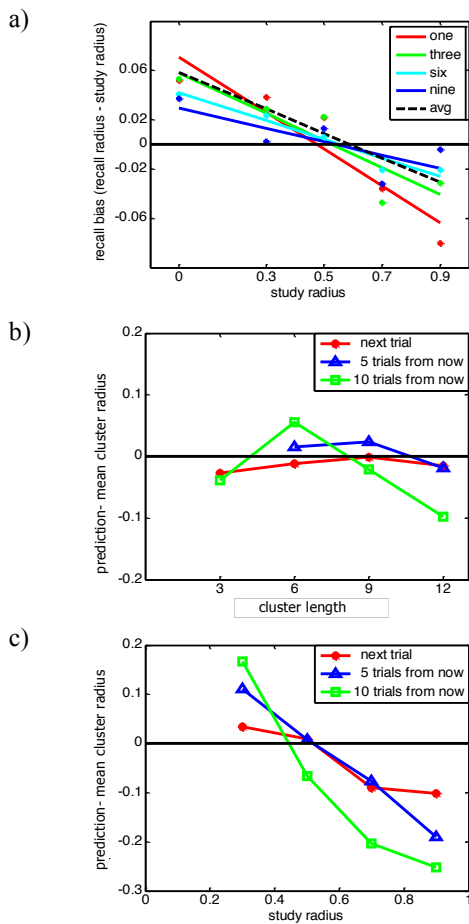 a)
one
three
six
nine
avg
recall bias (recall radius - study radius)
0.06
0.02
0
-0.02
-0.06
0 0.3 0.5 0.7 0.9
study radius
b)
next trial
5 trials from now
10 trials from now
prediction- mean cluster radius
0.2
0.1
0
-0.1
-0.2
3 6 9 12
cluster length
c)
next trial
5 trials from now
10 trials from now
prediction- mean cluster radius
0.2
0.1
0
-0.1
-0.2
-0.3
0 0.2 0.4 0.6 0.8 1
study radius